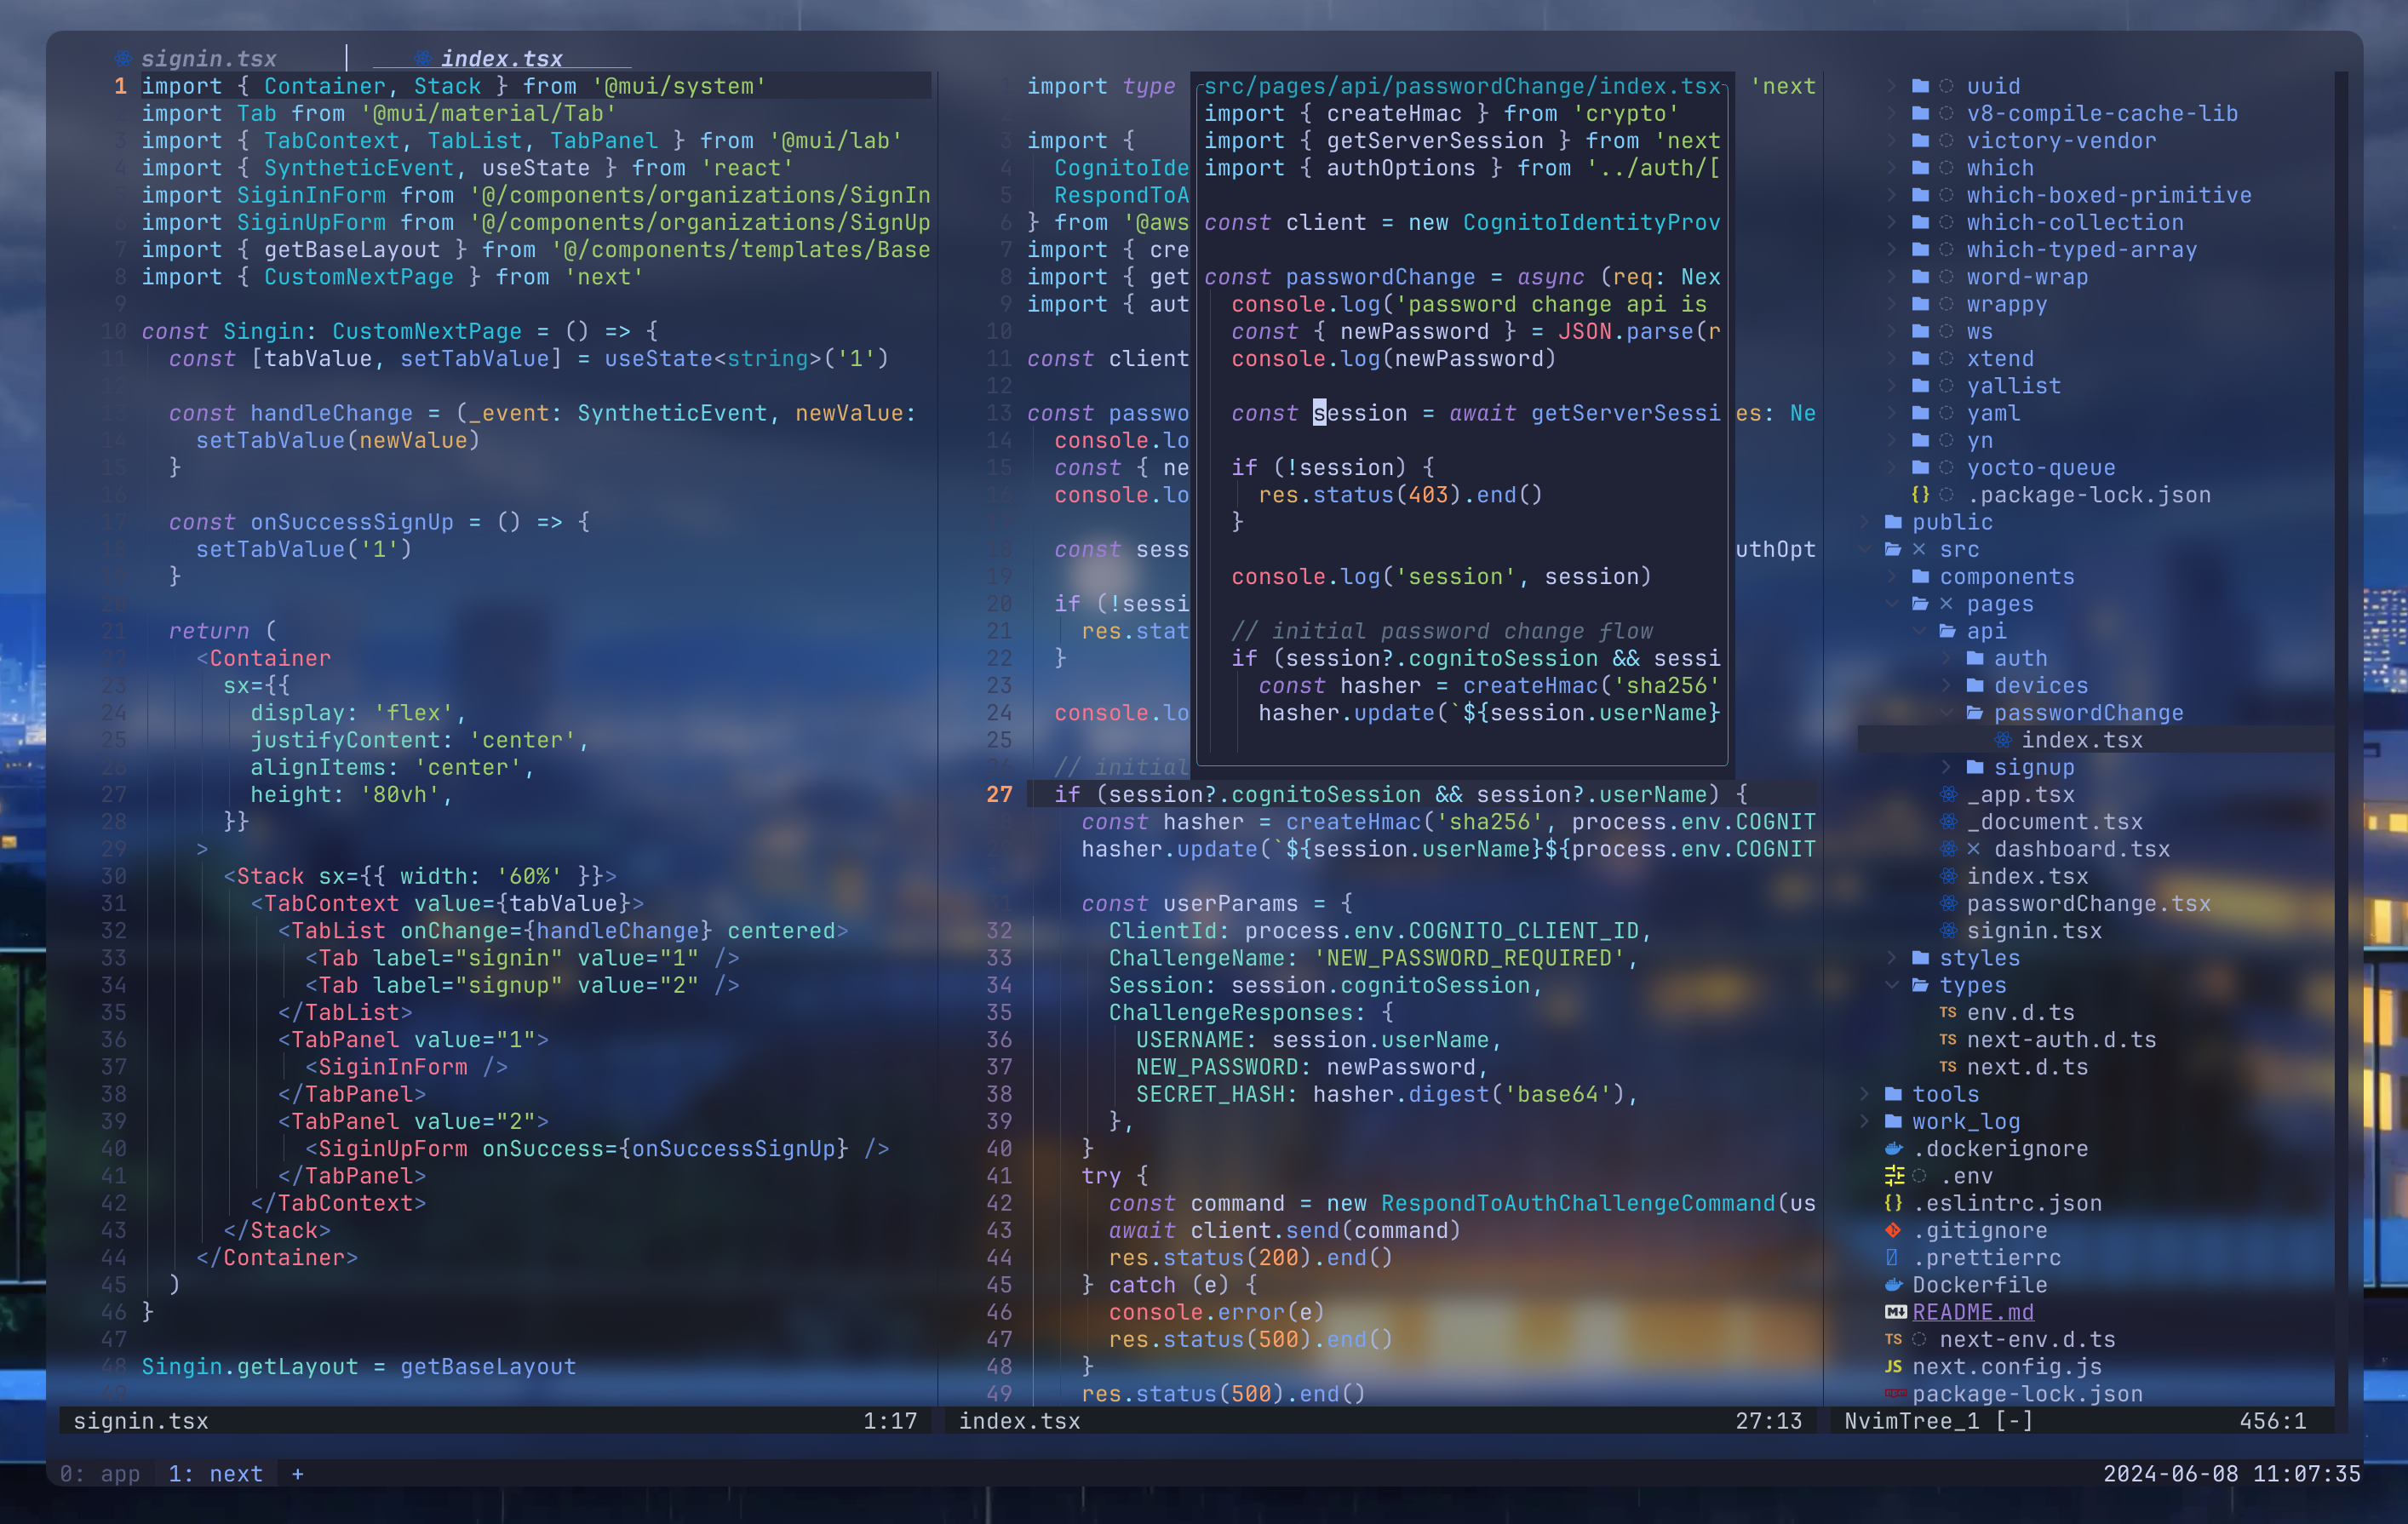 signin.tsx
index.tsx
1 import { Container, Stack } from '@mui/system'
import Tab from '@mui/material/Tab'
3 import { TabContext, TabList, TabPanel } from '@mui/lab'
4 import { SyntheticEvent, useState } from 'react'
import SiginInForm from '@/components/organizations/SignIn
6 import SiginUpForm from '@/components/organizations/SignUp
7 import { getBaseLayout } from '@/components/templates/Base
8 import { CustomNextPage } from 'next'
9
10 const Singin: CustomNextPage = () => {
11   const [tabValue, setTabValue] = useState<string>('1')

13   const handleChange = (_event: SyntheticEvent, newValue:
14     setTabValue(newValue)
15   }
16
17   const onSuccessSignUp = () => {
18     setTabValue('1')
  }
20
21   return (
22     <Container
23       sx={{
24         display: 'flex',
25         justifyContent: 'center',
26         alignItems: 'center',
27         height: '80vh',
28       }}
29     >
30       <Stack sx={{ width: '60%' }}>
31         <TabContext value={tabValue}>
32           <TabList onChange={handleChange} centered>
33             <Tab label="signin" value="1" />
34             <Tab label="signup" value="2" />
35           </TabList>
36           <TabPanel value="1">
37             <SiginInForm />
38           </TabPanel>
39           <TabPanel value="2">
40             <SiginUpForm onSuccess={onSuccessSignUp} />
41           </TabPanel>
42         </TabContext>
43       </Stack>
44     </Container>
45   )
46 }
47
48 Singin.getLayout = getBaseLayout
signin.tsx 1:17
import type 'next
3 import {
4   CognitoIde
5   RespondToA
6 } from '@aws
7 import { cre
8 import { get
9 import { aut
10
11 const client
12
13 const passwo es: Ne
14   console.lo
15   const { ne
16   console.lo

18   const sess uthOpt
19
20   if (!sessi
21     res.stat
22   }
23
24   console.lo
25
26   // initial
27   if (session?.cognitoSession && session?.userName) {
    const hasher = createHmac('sha256', process.env.COGNIT
    hasher.update(`${session.userName}${process.env.COGNIT

31     const userParams = {
32       ClientId: process.env.COGNITO_CLIENT_ID,
33       ChallengeName: 'NEW_PASSWORD_REQUIRED',
34       Session: session.cognitoSession,
35       ChallengeResponses: {
36         USERNAME: session.userName,
37         NEW_PASSWORD: newPassword,
38         SECRET_HASH: hasher.digest('base64'),
39       },
40     }
41     try {
42       const command = new RespondToAuthChallengeCommand(us
43       await client.send(command)
44       res.status(200).end()
45     } catch (e) {
46       console.error(e)
47       res.status(500).end()
48     }
49     res.status(500).end()
index.tsx 27:13
src/pages/api/passwordChange/index.tsx
import { createHmac } from 'crypto'
import { getServerSession } from 'next
import { authOptions } from '../auth/[

const client = new CognitoIdentityProv

const passwordChange = async (req: Nex
  console.log('password change api is
  const { newPassword } = JSON.parse(r
  console.log(newPassword)

  const session = await getServerSessi

  if (!session) {
    res.status(403).end()
  }

  console.log('session', session)

  // initial password change flow
  if (session?.cognitoSession && sessi
    const hasher = createHmac('sha256'
    hasher.update(`${session.userName}
uuid
v8-compile-cache-lib
victory-vendor
which
which-boxed-primitive
which-collection
which-typed-array
word-wrap
wrappy
ws
xtend
yallist
yaml
yn
yocto-queue
{} .package-lock.json
public
src
components
pages
api
auth
devices
passwordChange
index.tsx
signup
_app.tsx
_document.tsx
dashboard.tsx
index.tsx
passwordChange.tsx
signin.tsx
styles
types
TS env.d.ts
TS next-auth.d.ts
TS next.d.ts
tools
work_log
.dockerignore
.env
{} .eslintrc.json
.gitignore
.prettierrc
Dockerfile
M↓ README.md
TS next-env.d.ts
JS next.config.js
package-lock.json
NvimTree_1 [-] 456:1
0: app 1: next + 2024-06-08 11:07:35